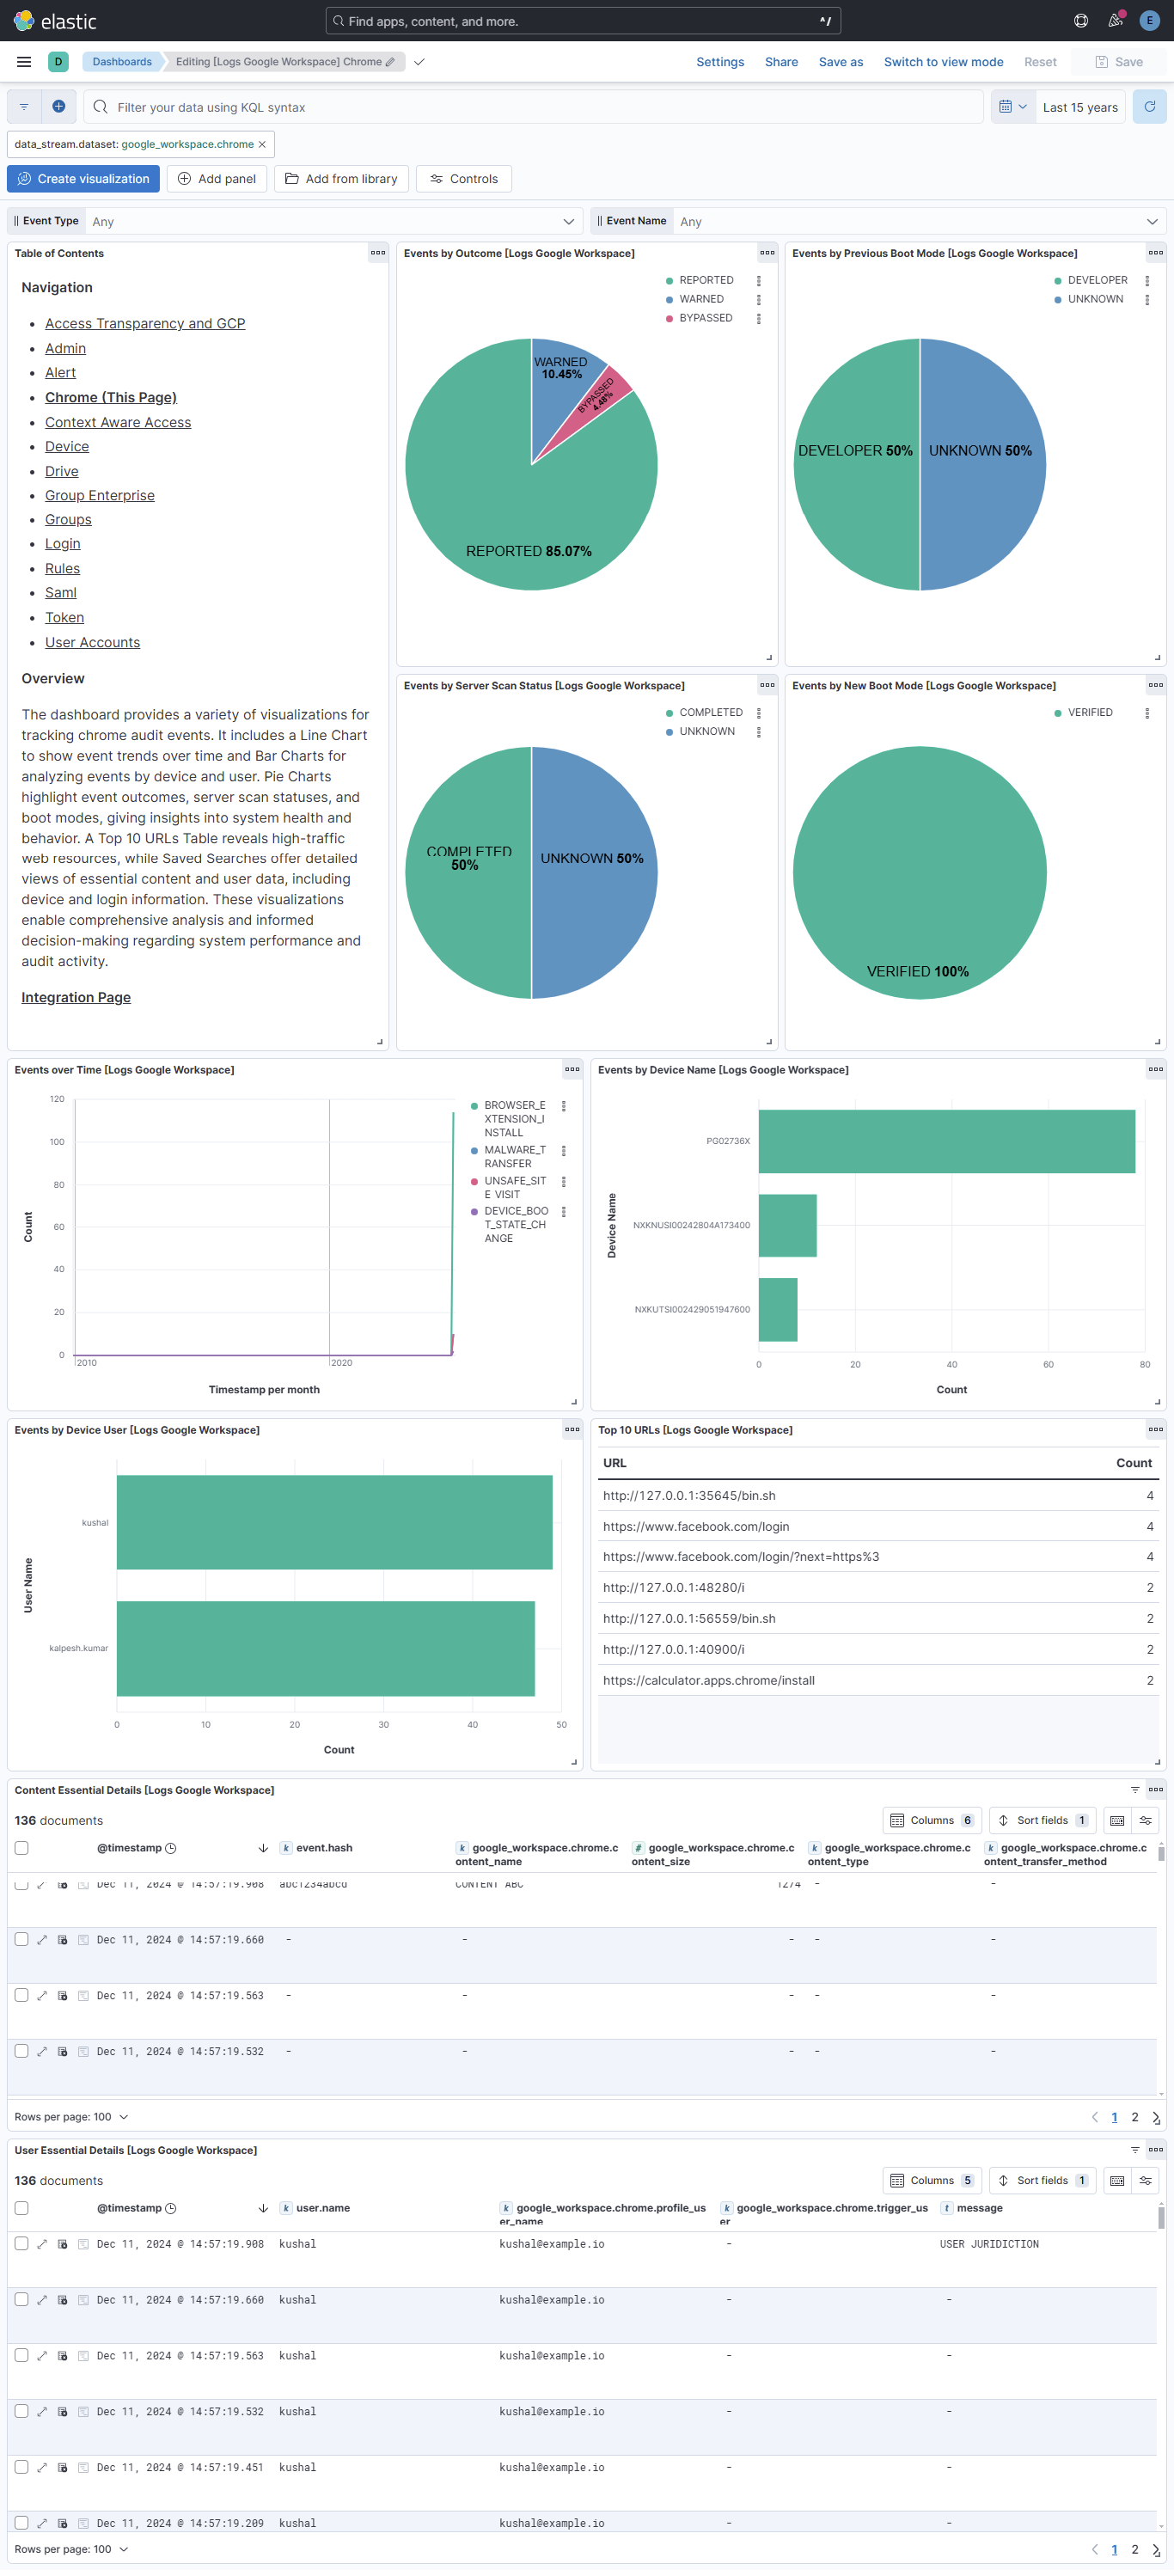 elastic
Find apps, content, and more.
^/
E
D
Dashboards
Editing [Logs Google Workspace] Chrome
Settings
Share
Save as
Switch to view mode
Reset
Save
Filter your data using KQL syntax
Last 15 years
data_stream.dataset: google_workspace.chrome ×
Create visualization
Add panel
Add from library
Controls
Event Type Any
Event Name Any
Table of Contents
Navigation
• Access Transparency and GCP
• Admin
• Alert
• Chrome (This Page)
• Context Aware Access
• Device
• Drive
• Group Enterprise
• Groups
• Login
• Rules
• Saml
• Token
• User Accounts
Overview
The dashboard provides a variety of visualizations for
tracking chrome audit events. It includes a Line Chart
to show event trends over time and Bar Charts for
analyzing events by device and user. Pie Charts
highlight event outcomes, server scan statuses, and
boot modes, giving insights into system health and
behavior. A Top 10 URLs Table reveals high-traffic
web resources, while Saved Searches offer detailed
views of essential content and user data, including
device and login information. These visualizations
enable comprehensive analysis and informed
decision-making regarding system performance and
audit activity.
Integration Page
Events by Outcome [Logs Google Workspace]
REPORTED
WARNED
BYPASSED
WARNED
10.45%
BYPASSED
4.48%
REPORTED 85.07%
Events by Previous Boot Mode [Logs Google Workspace]
DEVELOPER
UNKNOWN
DEVELOPER 50%
UNKNOWN 50%
Events by Server Scan Status [Logs Google Workspace]
COMPLETED
UNKNOWN
COMPLETED
50%
UNKNOWN 50%
Events by New Boot Mode [Logs Google Workspace]
VERIFIED
VERIFIED 100%
Events over Time [Logs Google Workspace]
120
100
80
60
40
20
0
Count
2010
2020
Timestamp per month
BROWSER_E
XTENSION_I
NSTALL
MALWARE_T
RANSFER
UNSAFE_SIT
E VISIT
DEVICE_BOO
T_STATE_CH
ANGE
Events by Device Name [Logs Google Workspace]
Device Name
PG02736X
NXKNUSI00242804A173400
NXKUTSI002429051947600
0 20 40 60 80
Count
Events by Device User [Logs Google Workspace]
User Name
kushal
kalpesh.kumar
0 10 20 30 40 50
Count
Top 10 URLs [Logs Google Workspace]
URL Count
http://127.0.0.1:35645/bin.sh 4
https://www.facebook.com/login 4
https://www.facebook.com/login/?next=https%3 4
http://127.0.0.1:48280/i 2
http://127.0.0.1:56559/bin.sh 2
http://127.0.0.1:40900/i 2
https://calculator.apps.chrome/install 2
Content Essential Details [Logs Google Workspace]
136 documents
Columns 6
Sort fields 1
@timestamp k event.hash k google_workspace.chrome.c # google_workspace.chrome.c k google_workspace.chrome.c k google_workspace.chrome.c
ontent_name ontent_size ontent_type ontent_transfer_method
Dec 11, 2024 @ 14:57:19.908 abc1234abcd CONTENT ABC 1274 - -
Dec 11, 2024 @ 14:57:19.660 - - - - -
Dec 11, 2024 @ 14:57:19.563 - - - - -
Dec 11, 2024 @ 14:57:19.532 - - - - -
Rows per page: 100
1 2
User Essential Details [Logs Google Workspace]
136 documents
Columns 5
Sort fields 1
@timestamp k user.name k google_workspace.chrome.profile_us k google_workspace.chrome.trigger_us t message
er_name er
Dec 11, 2024 @ 14:57:19.908 kushal kushal@example.io - USER JURIDICTION
Dec 11, 2024 @ 14:57:19.660 kushal kushal@example.io - -
Dec 11, 2024 @ 14:57:19.563 kushal kushal@example.io - -
Dec 11, 2024 @ 14:57:19.532 kushal kushal@example.io - -
Dec 11, 2024 @ 14:57:19.451 kushal kushal@example.io - -
Dec 11, 2024 @ 14:57:19.209 kushal kushal@example.io - -
Rows per page: 100
1 2